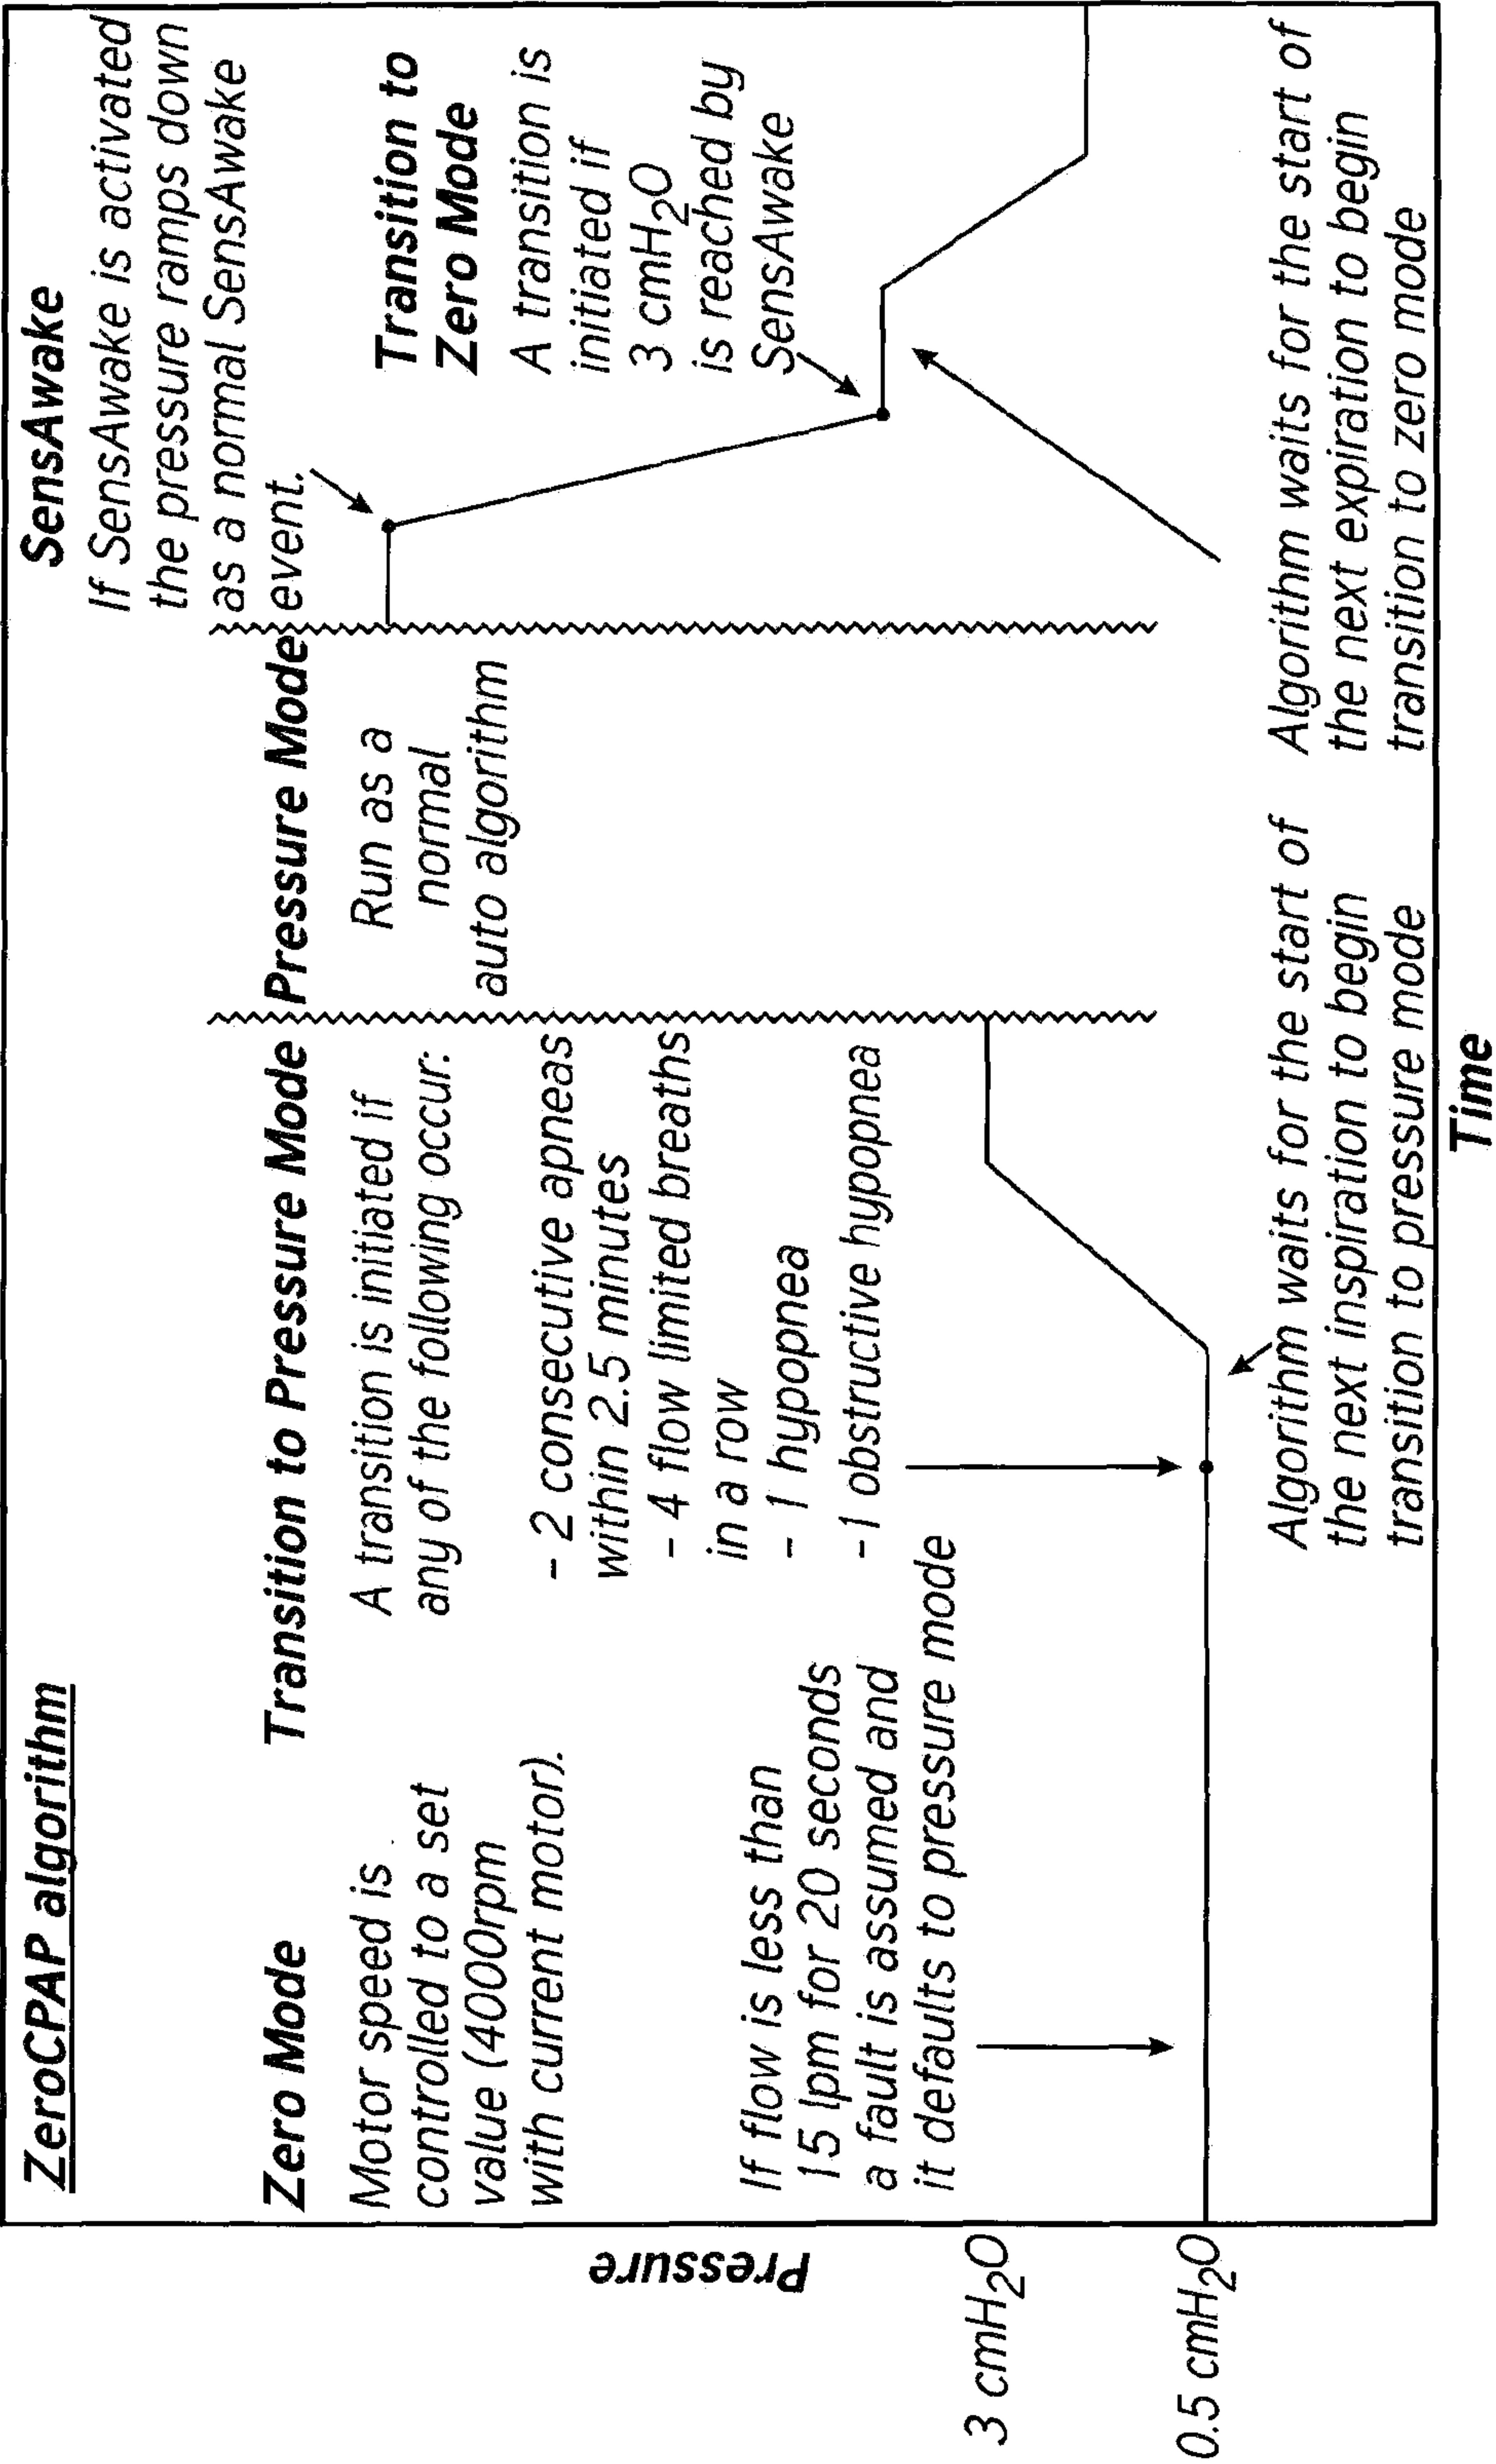 ZeroCPAP algorithm
Zero Mode
Motor speed is
controlled to a set
value (4000rpm
with current motor).
If flow is less than
15 lpm for 20 seconds
a fault is assumed and
it defaults to pressure mode
Transition to Pressure Mode
A transition is initiated if
any of the following occur:
- 2 consecutive apneas
within 2.5 minutes
- 4 flow limited breaths
in a row
- 1 hypopnea
- 1 obstructive hypopnea
Algorithm waits for the start of
the next inspiration to begin
transition to pressure mode
Pressure Mode
Run as a
normal
auto algorithm
SensAwake
If SensAwake is activated
the pressure ramps down
as a normal SensAwake
event.
Transition to
Zero Mode
A transition is
initiated if
3 cmH2O
is reached by
SensAwake
Algorithm waits for the start of
the next expiration to begin
transition to zero mode
Pressure
3 cmH2O
0.5 cmH2O
Time